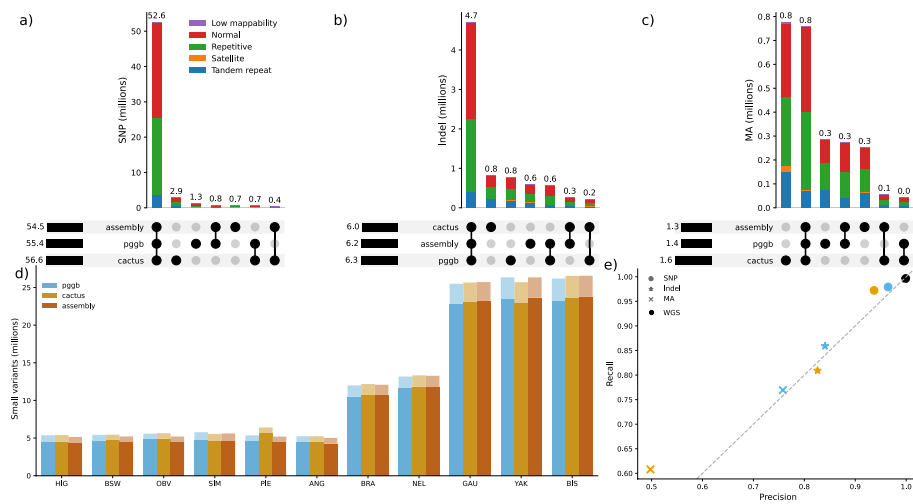 a)
52.6
50
40
30
20
10
0
SNP (millions)
Low mappability
Normal
Repetitive
Satellite
Tandem repeat
2.9
1.3
0.8
0.7
0.7
0.4
54.5
assembly
55.4
pggb
56.6
cactus
b)
4.7
4
3
2
1
0
Indel (millions)
0.8
0.8
0.6
0.6
0.3
0.2
6.0
cactus
6.2
assembly
6.3
pggb
c)
0.8
0.8
0.8
0.7
0.6
0.5
0.4
0.3
0.2
0.1
0.0
MA (millions)
0.3
0.3
0.3
0.1
0.0
1.3
assembly
1.4
pggb
1.6
cactus
d)
25
20
15
10
5
0
Small variants (millions)
pggb
cactus
assembly
HIG
BSW
OBV
SIM
PIE
ANG
BRA
NEL
GAU
YAK
BIS
e)
1.00
0.95
0.90
0.85
0.80
0.75
0.70
0.65
0.60
Recall
SNP
Indel
MA
WGS
0.5
0.6
0.7
0.8
0.9
1.0
Precision